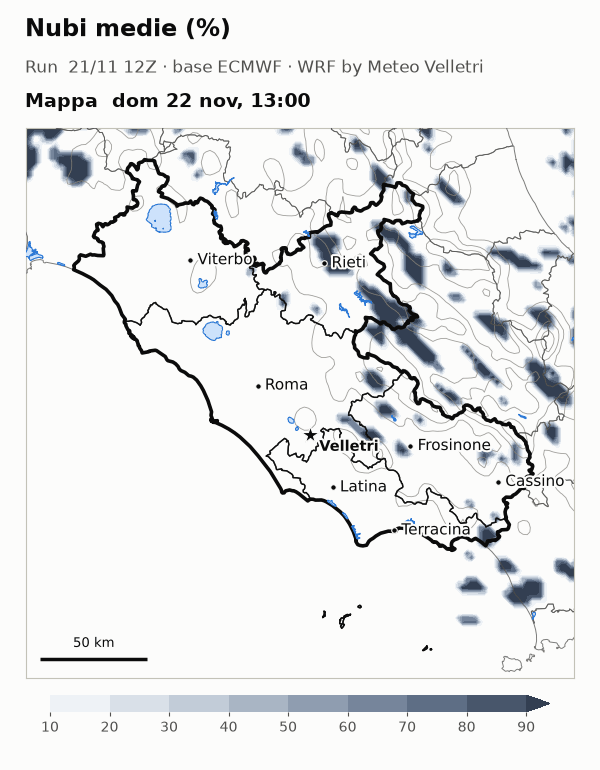 Nubi medie (%)
Run 21/11 12Z · base ECMWF · WRF by Meteo Velletri
Mappa dom 22 nov, 13:00
Viterbo
Rieti
Roma
Velletri
Frosinone
Latina
Cassino
Terracina
50 km
10 20 30 40 50 60 70 80 90